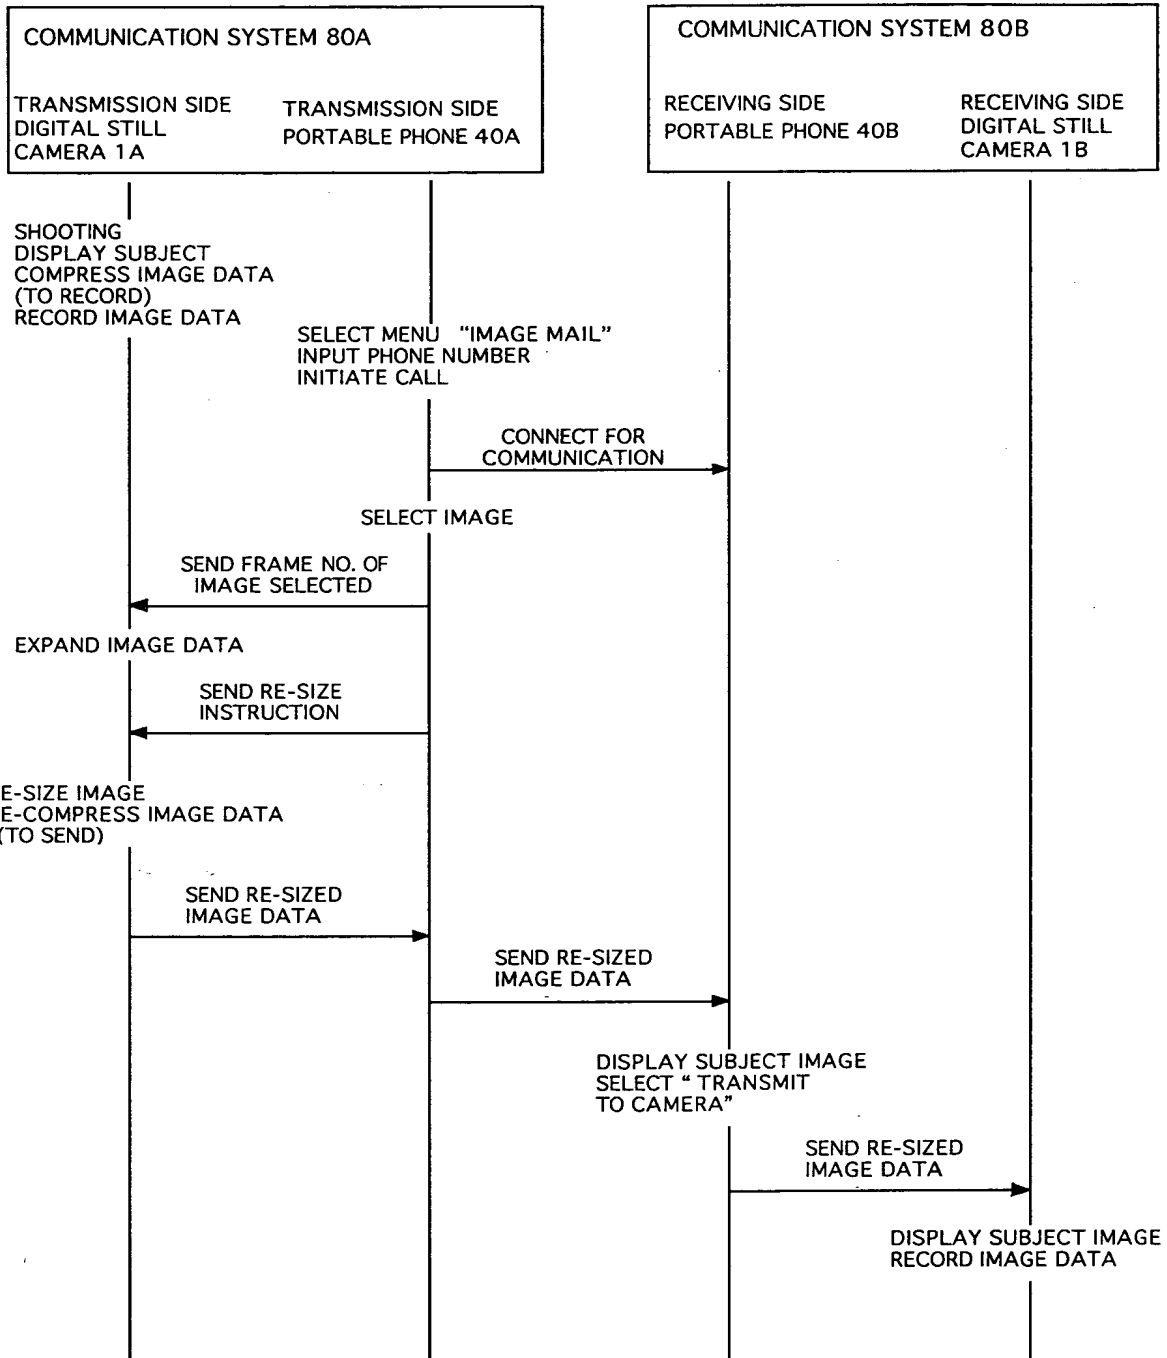 COMMUNICATION SYSTEM 80A
TRANSMISSION SIDE
DIGITAL STILL
CAMERA 1A
TRANSMISSION SIDE
PORTABLE PHONE 40A
COMMUNICATION SYSTEM 80B
RECEIVING SIDE
PORTABLE PHONE 40B
RECEIVING SIDE
DIGITAL STILL
CAMERA 1B
SHOOTING
DISPLAY SUBJECT
COMPRESS IMAGE DATA
(TO RECORD)
RECORD IMAGE DATA
SELECT MENU "IMAGE MAIL"
INPUT PHONE NUMBER
INITIATE CALL
CONNECT FOR
COMMUNICATION
SELECT IMAGE
SEND FRAME NO. OF
IMAGE SELECTED
EXPAND IMAGE DATA
SEND RE-SIZE
INSTRUCTION
E-SIZE IMAGE
E-COMPRESS IMAGE DATA
(TO SEND)
SEND RE-SIZED
IMAGE DATA
SEND RE-SIZED
IMAGE DATA
DISPLAY SUBJECT IMAGE
SELECT " TRANSMIT
TO CAMERA"
SEND RE-SIZED
IMAGE DATA
DISPLAY SUBJECT IMAGE
RECORD IMAGE DATA